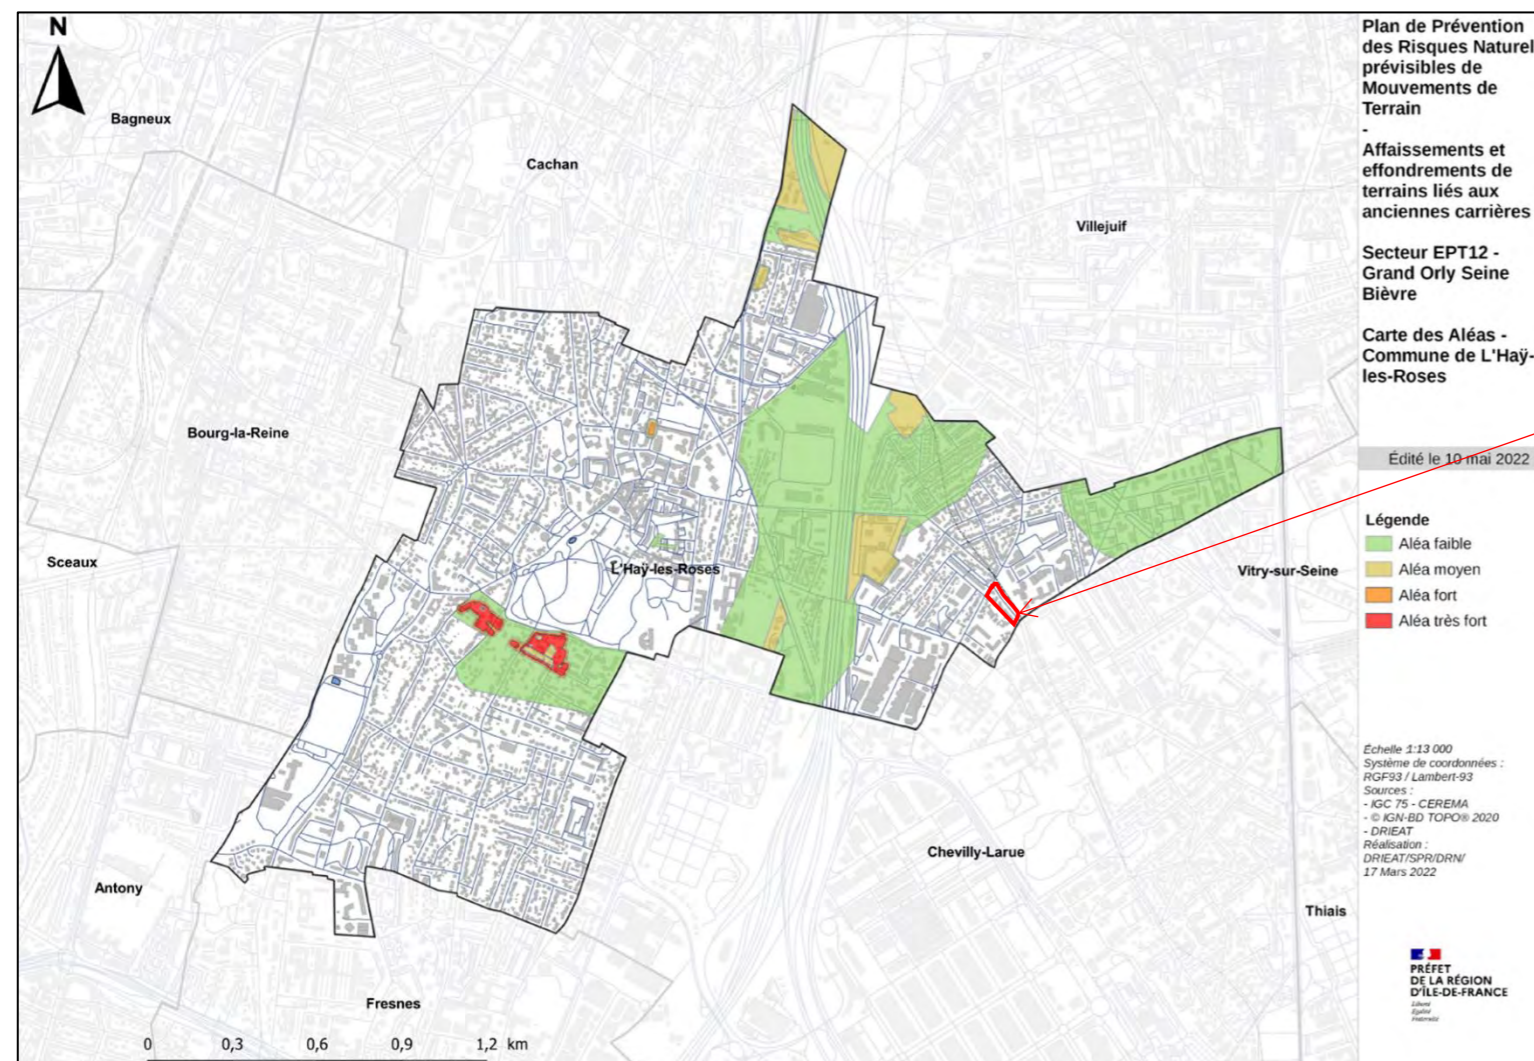 N
Bagneux
Cachan
Villejuif
Bourg-la-Reine
Sceaux
L'Haÿ-les-Roses
Vitry-sur-Seine
Chevilly-Larue
Antony
Thiais
Fresnes
0 0,3 0,6 0,9 1,2 km
Plan de Prévention
des Risques Naturel
prévisibles de
Mouvements de
Terrain
-
Affaissements et
effondrements de
terrains liés aux
anciennes carrières
Secteur EPT12 -
Grand Orly Seine
Bièvre
Carte des Aléas -
Commune de L'Haÿ-
les-Roses
Édité le 10 mai 2022
Légende
Aléa faible
Aléa moyen
Aléa fort
Aléa très fort
Échelle :1:13 000
Système de coordonnées :
RGF93 / Lambert-93
Sources :
- IGC 75 - CEREMA
- © IGN-BD TOPO® 2020
- DRIEAT
Réalisation :
DRIEAT/SPR/DRN/
17 Mars 2022
PRÉFET
DE LA RÉGION
D'ÎLE-DE-FRANCE
Liberté
Égalité
Fraternité